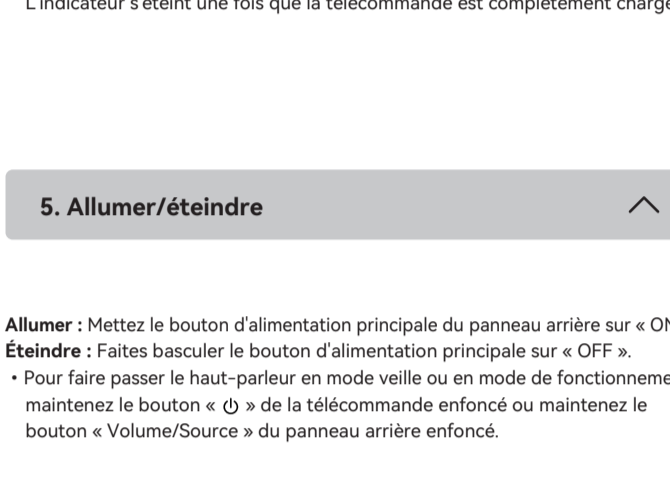 L'indicateur s'éteint une fois que la télécommande est complètement chargé
5. Allumer/éteindre
Allumer : Mettez le bouton d'alimentation principale du panneau arrière sur « ON
Éteindre : Faites basculer le bouton d'alimentation principale sur « OFF ».
• Pour faire passer le haut-parleur en mode veille ou en mode de fonctionneme
maintenez le bouton « ⏻ » de la télécommande enfoncé ou maintenez le
bouton « Volume/Source » du panneau arrière enfoncé.